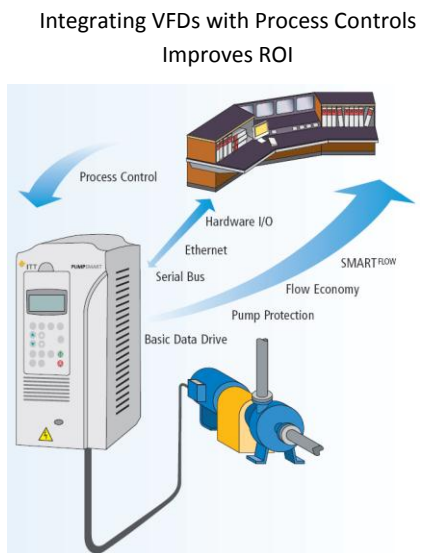 Integrating VFDs with Process Controls
Improves ROI
Process Control
Hardware I/O
Ethernet
Serial Bus
SMARTFLOW
Flow Economy
Pump Protection
Basic Data Drive
ITT
PUMPSMART